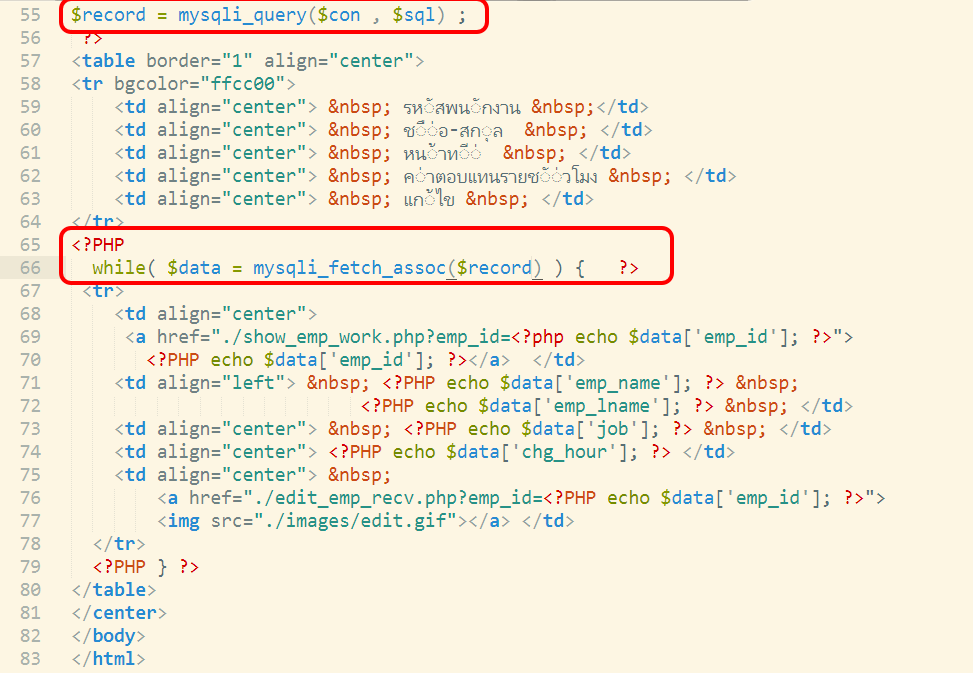 55 $record = mysqli_query($con , $sql) ;
56 ?>
57 <table border="1" align="center">
58 <tr bgcolor="ffcc00">
59 <td align="center"> &nbsp; รหัสพนักงาน &nbsp;</td>
60 <td align="center"> &nbsp; ชื่อ-สกุล &nbsp; </td>
61 <td align="center"> &nbsp; หน้าที่ &nbsp; </td>
62 <td align="center"> &nbsp; ค่าตอบแทนรายชั่วโมง &nbsp; </td>
63 <td align="center"> &nbsp; แก้ไข &nbsp; </td>
64 </tr>
65 <?PHP
66 while( $data = mysqli_fetch_assoc($record) ) { ?>
67 <tr>
68 <td align="center">
69 <a href="./show_emp_work.php?emp_id=<?php echo $data['emp_id']; ?>">
70 <?PHP echo $data['emp_id']; ?></a> </td>
71 <td align="left"> &nbsp; <?PHP echo $data['emp_name']; ?> &nbsp;
72 <?PHP echo $data['emp_lname']; ?> &nbsp; </td>
73 <td align="center"> &nbsp; <?PHP echo $data['job']; ?> &nbsp; </td>
74 <td align="center"> <?PHP echo $data['chg_hour']; ?> </td>
75 <td align="center"> &nbsp;
76 <a href="./edit_emp_recv.php?emp_id=<?PHP echo $data['emp_id']; ?>">
77 <img src="./images/edit.gif"></a> </td>
78 </tr>
79 <?PHP } ?>
80 </table>
81 </center>
82 </body>
83 </html>